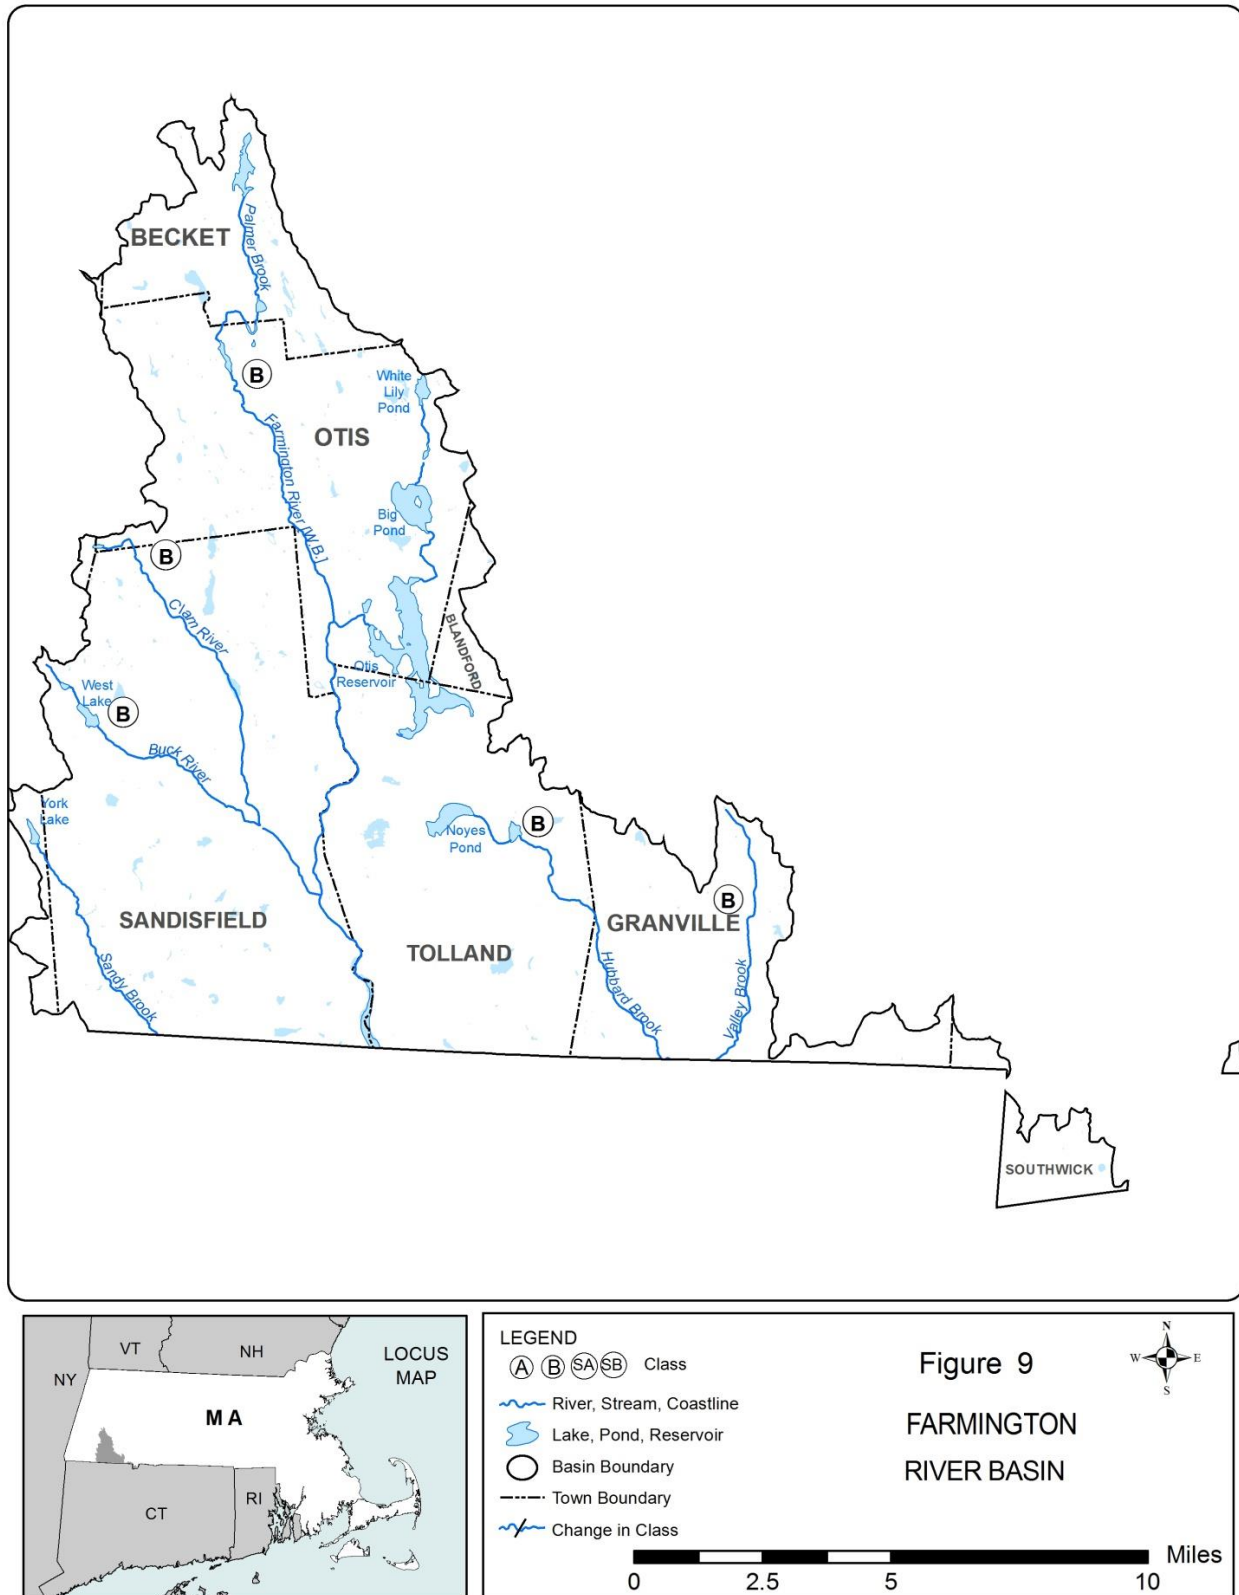 BECKET
Palmer Brook
B
White
Lily
Pond
OTIS
Farmington River [W.B.]
Big
Pond
B
Clam River
BLANDFORD
Otis
Reservoir
West
Lake
B
Buck River
York
Lake
Noyes
Pond
B
B
SANDISFIELD
TOLLAND
GRANVILLE
Sandy Brook
Hubbard Brook
Valley Brook
SOUTHWICK
VT
NH
NY
LOCUS
MAP
MA
CT
RI
LEGEND
A B SA SB Class
River, Stream, Coastline
Lake, Pond, Reservoir
Basin Boundary
Town Boundary
Change in Class
Figure 9
FARMINGTON
RIVER BASIN
N
W E
S
Miles
0 2.5 5 10